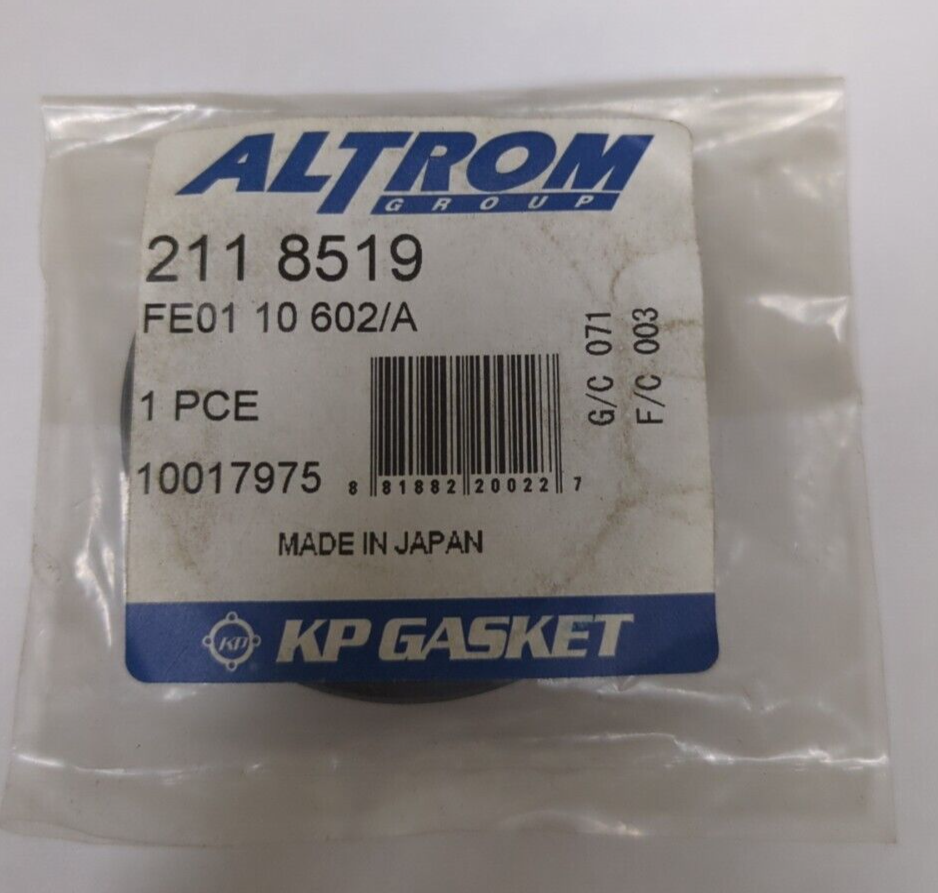 ALTROM
GROUP
211 8519
FE01 10 602/A
1 PCE
10017975
8 81882 20022 7
G/C 071
F/C 003
MADE IN JAPAN
KP KP GASKET